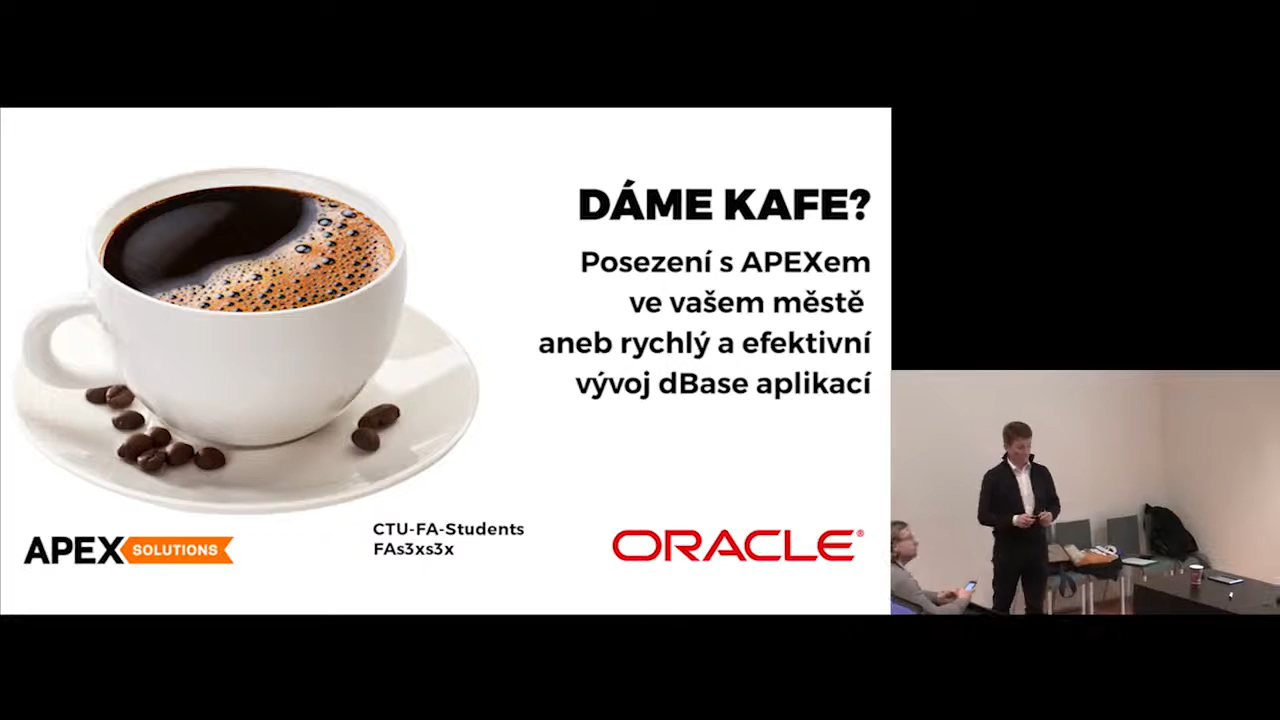 DÁME KAFE?
Posezení s APEXem
ve vašem městě
aneb rychlý a efektivní
vývoj dBase aplikací
CTU-FA-Students
FAs3xs3x
APEX SOLUTIONS
ORACLE®